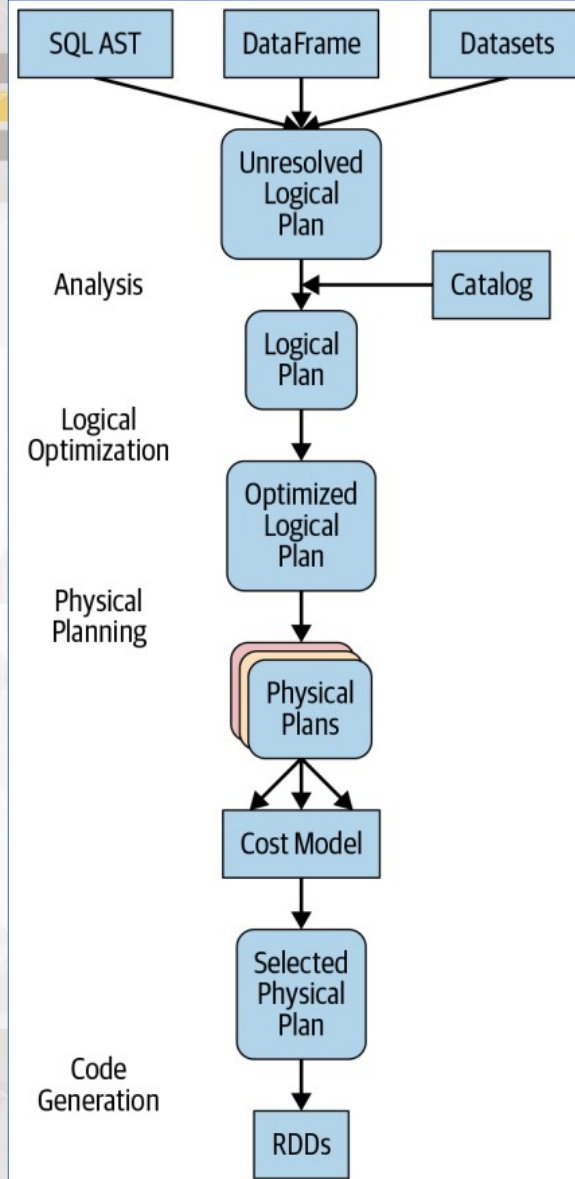 SQL AST
DataFrame
Datasets
Unresolved
Logical
Plan
Analysis
Catalog
Logical
Plan
Logical
Optimization
Optimized
Logical
Plan
Physical
Planning
Physical
Plans
Cost Model
Selected
Physical
Plan
Code
Generation
RDDs